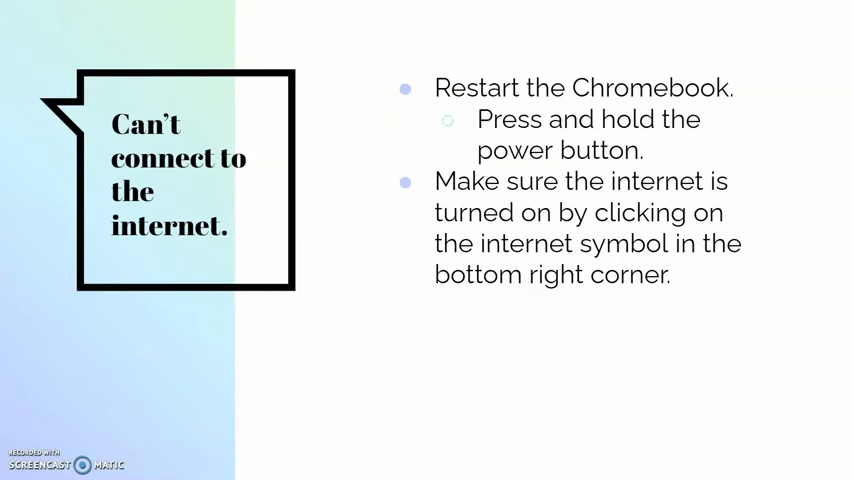 Can’t
connect to
the
internet.
● Restart the Chromebook.
○ Press and hold the
power button.
● Make sure the internet is
turned on by clicking on
the internet symbol in the
bottom right corner.
RECORDED WITH
SCREENCAST MATIC